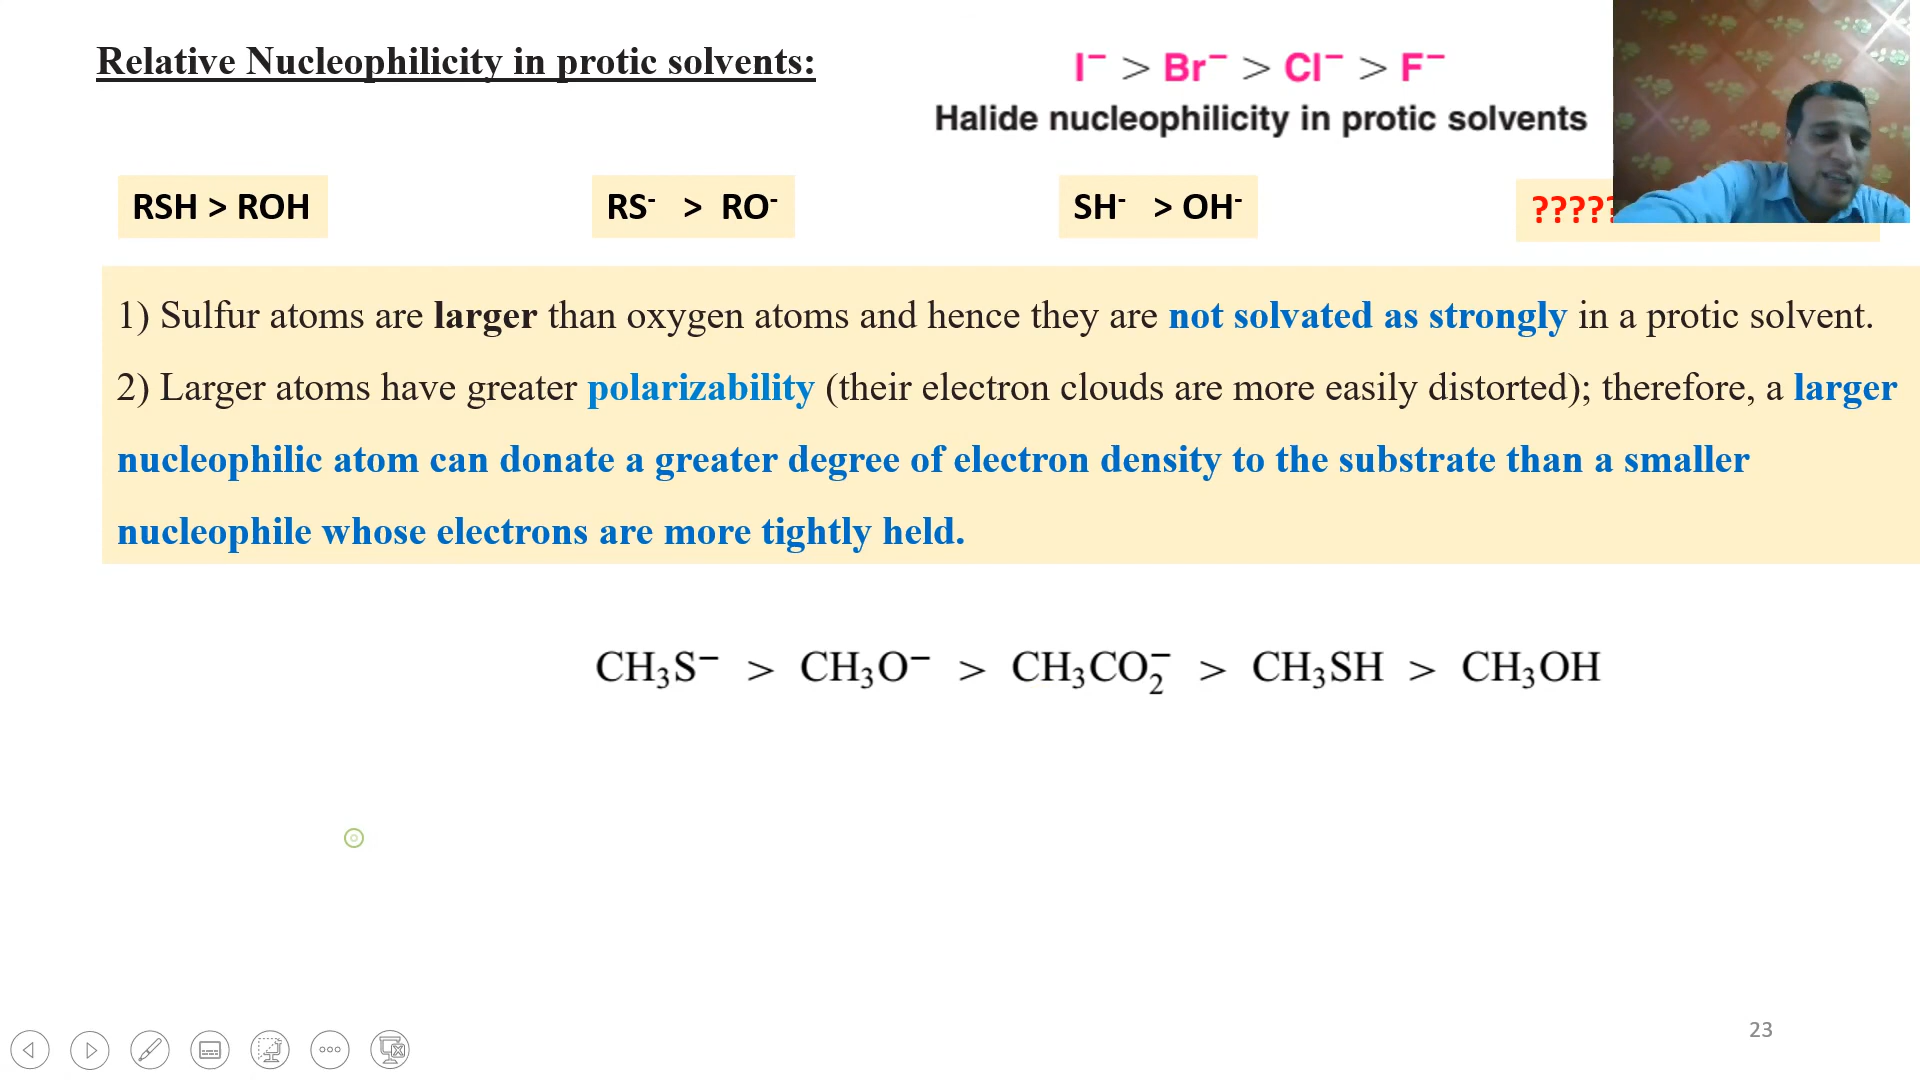 Relative Nucleophilicity in protic solvents:
I⁻ > Br⁻ > Cl⁻ > F⁻
Halide nucleophilicity in protic solvents
RSH > ROH
RS⁻ > RO⁻
SH⁻ > OH⁻
?????
1) Sulfur atoms are larger than oxygen atoms and hence they are not solvated as strongly in a protic solvent.
2) Larger atoms have greater polarizability (their electron clouds are more easily distorted); therefore, a larger
nucleophilic atom can donate a greater degree of electron density to the substrate than a smaller
nucleophile whose electrons are more tightly held.
CH₃S⁻ > CH₃O⁻ > CH₃CO₂⁻ > CH₃SH > CH₃OH
23